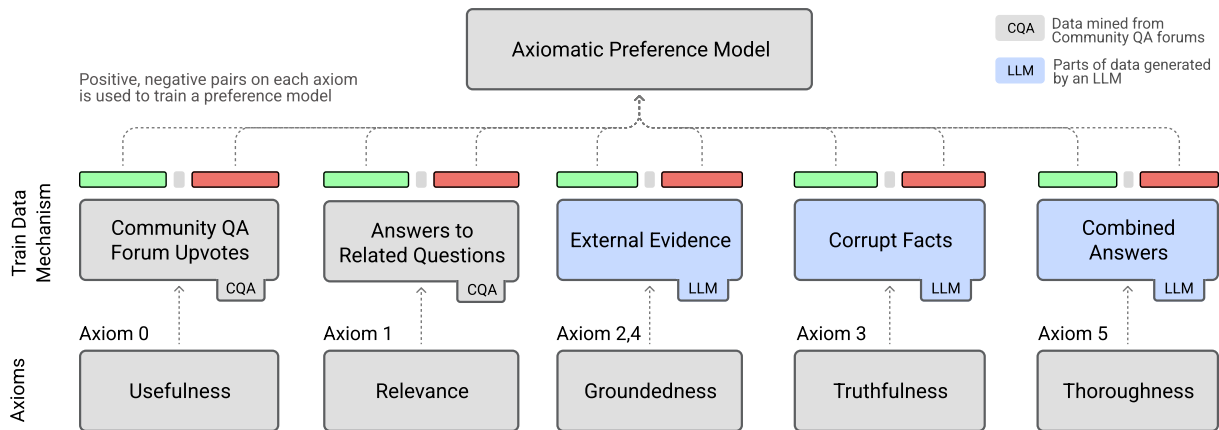 Axiomatic Preference Model
CQA
Data mined from
Community QA forums
LLM
Parts of data generated
by an LLM
Positive, negative pairs on each axiom
is used to train a preference model
Train Data
Mechanism
Community QA
Forum Upvotes
CQA
Answers to
Related Questions
CQA
External Evidence
LLM
Corrupt Facts
LLM
Combined
Answers
LLM
Axioms
Axiom 0
Usefulness
Axiom 1
Relevance
Axiom 2,4
Groundedness
Axiom 3
Truthfulness
Axiom 5
Thoroughness